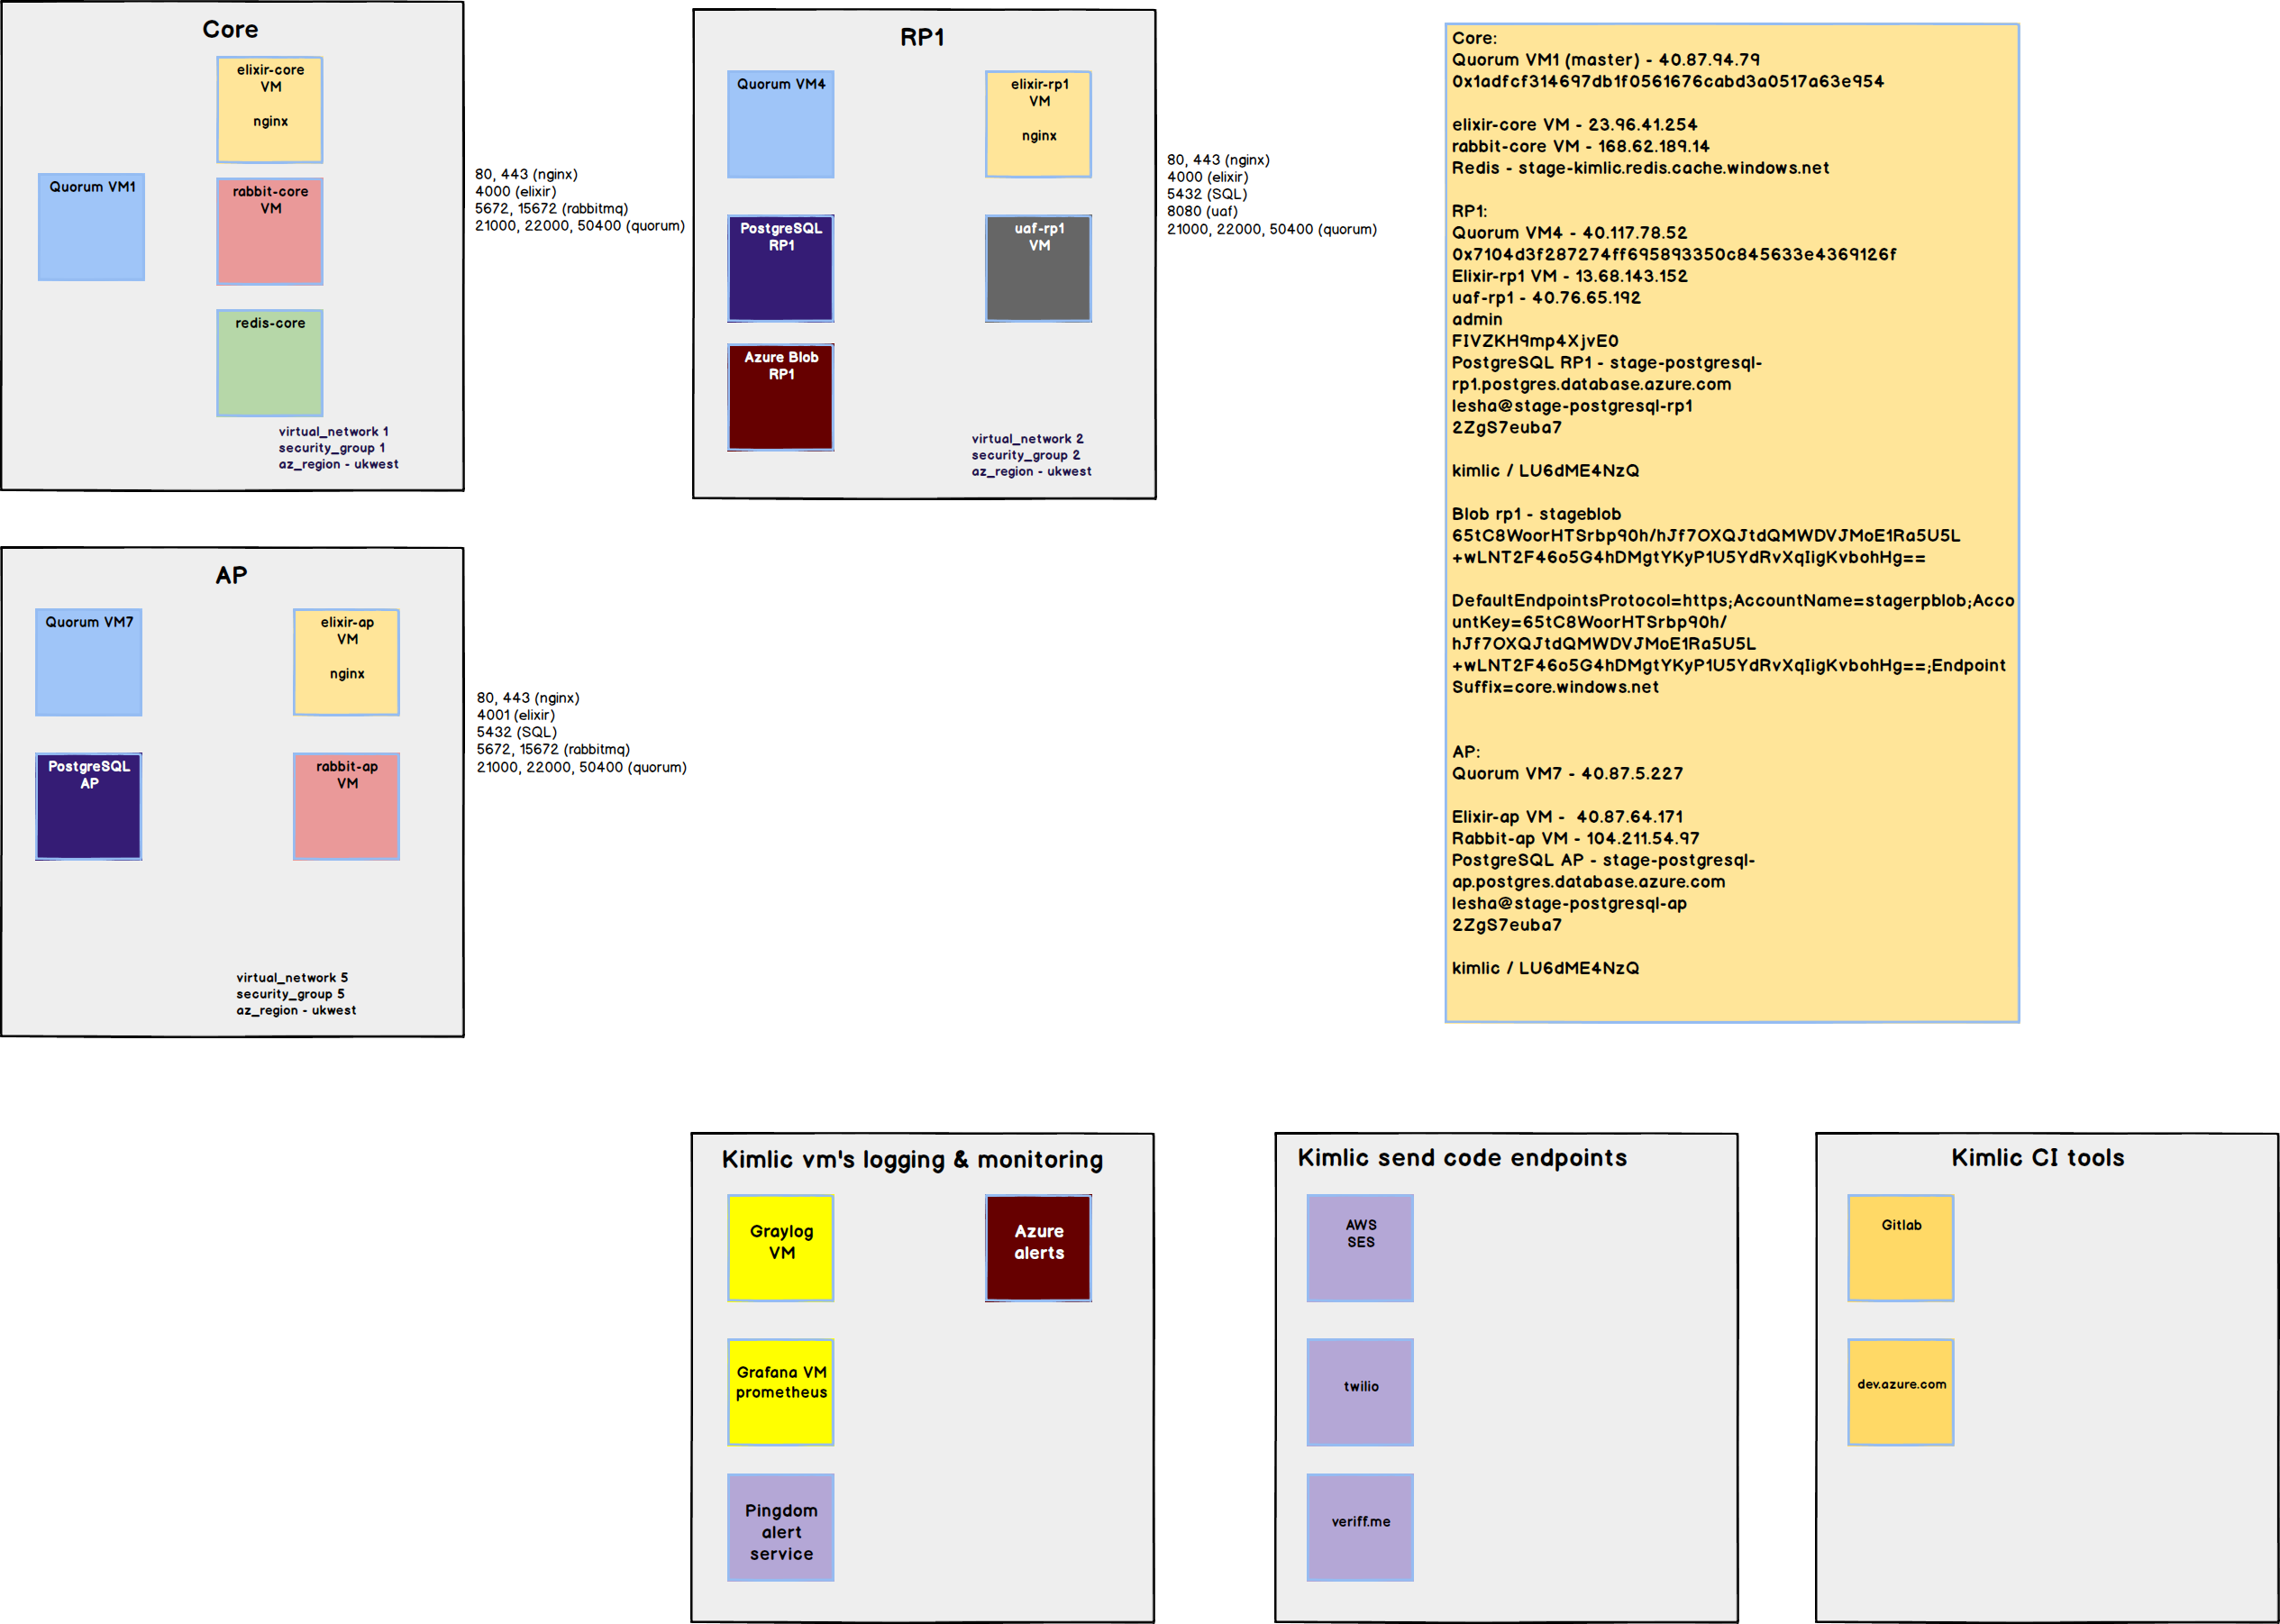 Core
elixir-core
VM
nginx
Quorum VM1
rabbit-core
VM
redis-core
virtual_network 1
security_group 1
az_region - ukwest
80, 443 (nginx)
4000 (elixir)
5672, 15672 (rabbitmq)
21000, 22000, 50400 (quorum)
RP1
Quorum VM4
elixir-rp1
VM
nginx
PostgreSQL
RP1
uaf-rp1
VM
Azure Blob
RP1
virtual_network 2
security_group 2
az_region - ukwest
80, 443 (nginx)
4000 (elixir)
5432 (SQL)
8080 (uaf)
21000, 22000, 50400 (quorum)
Core:
Quorum VM1 (master) - 40.87.94.79
0x1adfcf314697db1f0561676cabd3a0517a63e954
elixir-core VM - 23.96.41.254
rabbit-core VM - 168.62.189.14
Redis - stage-kimlic.redis.cache.windows.net
RP1:
Quorum VM4 - 40.117.78.52
0x7104d3f287274ff695893350c845633e4369126f
Elixir-rp1 VM - 13.68.143.152
uaf-rp1 - 40.76.65.192
admin
FIVZKH9mp4XjvE0
PostgreSQL RP1 - stage-postgresql-
rp1.postgres.database.azure.com
lesha@stage-postgresql-rp1
2ZgS7euba7
kimlic / LU6dME4NzQ
Blob rp1 - stageblob
65tC8WoorHTSrbp90h/hJf7OXQJtdQMWDVJMoE1Ra5U5L
+wLNT2F46o5G4hDMgtYKyP1U5YdRvXqIigKvbohHg==
DefaultEndpointsProtocol=https;AccountName=stagerpblob;Acco
untKey=65tC8WoorHTSrbp90h/
hJf7OXQJtdQMWDVJMoE1Ra5U5L
+wLNT2F46o5G4hDMgtYKyP1U5YdRvXqIigKvbohHg==;Endpoint
Suffix=core.windows.net
AP:
Quorum VM7 - 40.87.5.227
Elixir-ap VM -  40.87.64.171
Rabbit-ap VM - 104.211.54.97
PostgreSQL AP - stage-postgresql-
ap.postgres.database.azure.com
lesha@stage-postgresql-ap
2ZgS7euba7
kimlic / LU6dME4NzQ
AP
Quorum VM7
elixir-ap
VM
nginx
PostgreSQL
AP
rabbit-ap
VM
virtual_network 5
security_group 5
az_region - ukwest
80, 443 (nginx)
4001 (elixir)
5432 (SQL)
5672, 15672 (rabbitmq)
21000, 22000, 50400 (quorum)
Kimlic vm's logging & monitoring
Graylog
VM
Azure
alerts
Grafana VM
prometheus
Pingdom
alert
service
Kimlic send code endpoints
AWS
SES
twilio
veriff.me
Kimlic CI tools
Gitlab
dev.azure.com